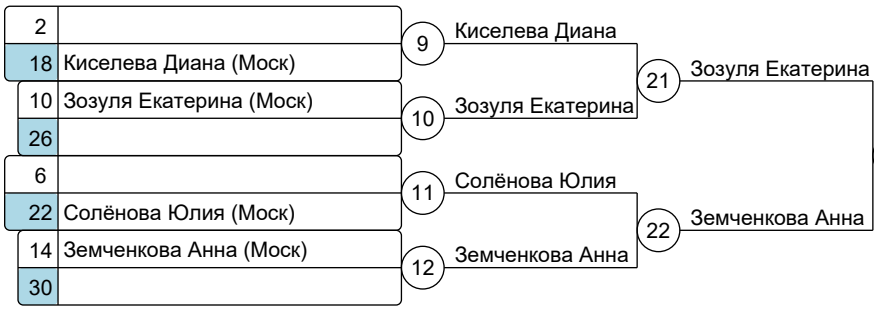 2
9
Киселева Диана
18 Киселева Диана (Моск)
21
Зозуля Екатерина
10 Зозуля Екатерина (Моск)
10
Зозуля Екатерина
26
6
11
Солёнова Юлия
22 Солёнова Юлия (Моск)
22
Земченкова Анна
14 Земченкова Анна (Моск)
12
Земченкова Анна
30